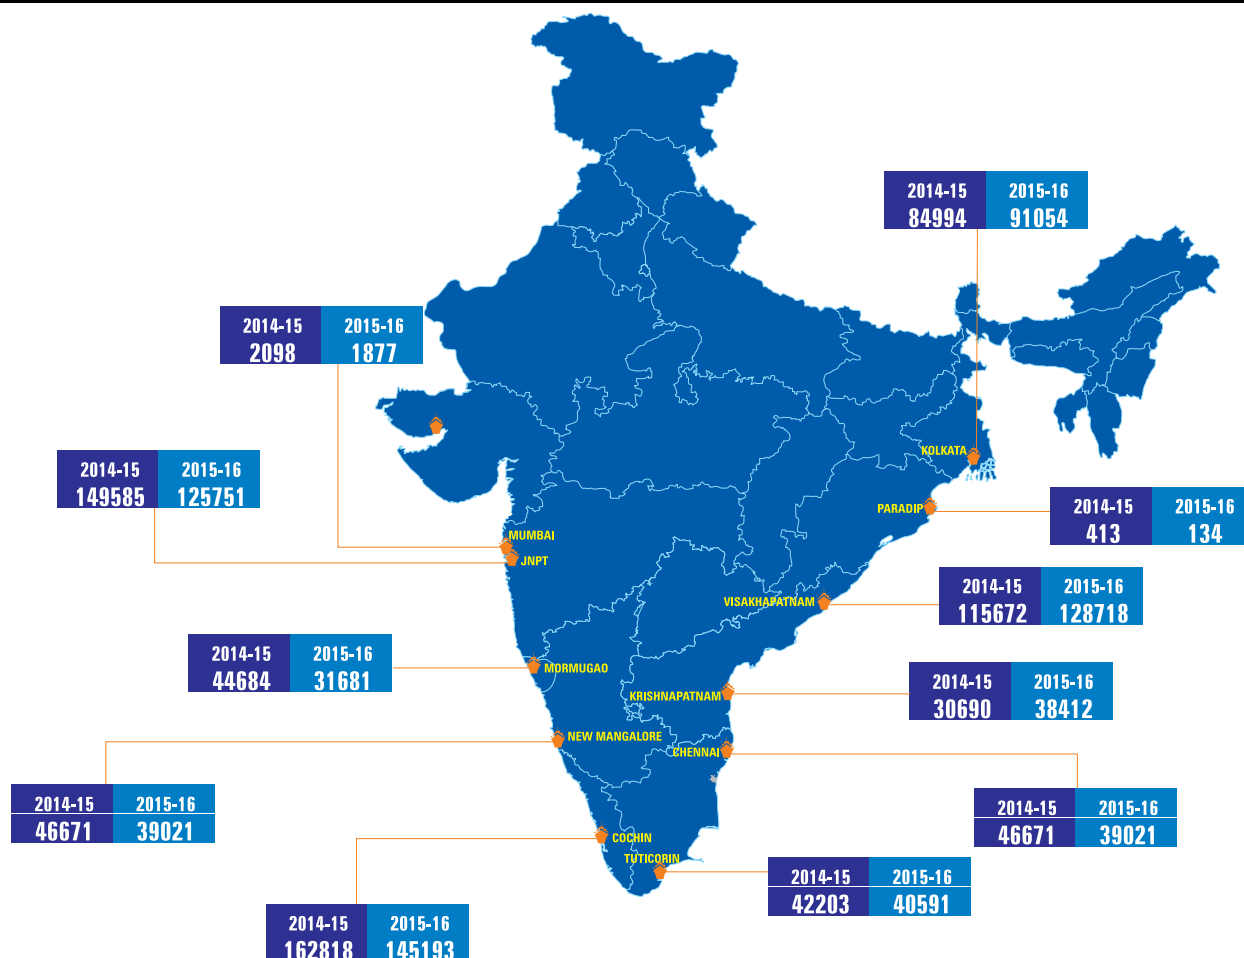 2014-15 2015-16
84994 91054
2014-15 2015-16
2098 1877
KOLKATA
2014-15 2015-16
149585 125751
PARADIP
2014-15 2015-16
413 134
MUMBAI
JNPT
VISAKHAPATNAM
2014-15 2015-16
115672 128718
2014-15 2015-16
44684 31681
MORMUGAO
KRISHNAPATNAM
2014-15 2015-16
30690 38412
NEW MANGALORE
CHENNAI
2014-15 2015-16
46671 39021
2014-15 2015-16
46671 39021
COCHIN
TUTICORIN
2014-15 2015-16
42203 40591
2014-15 2015-16
162818 145193